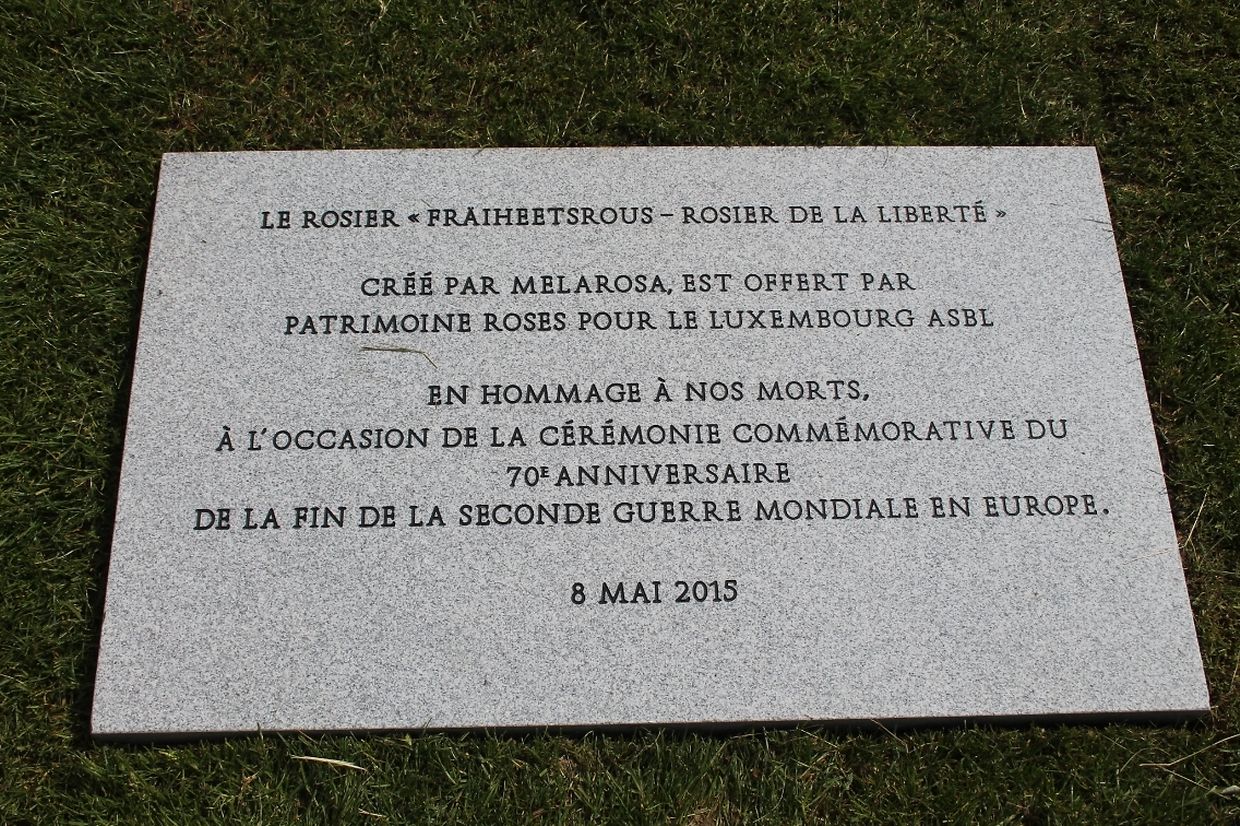 LE ROSIER « FRÄIHEETSROUS – ROSIER DE LA LIBERTÉ »
CRÉÉ PAR MELAROSA, EST OFFERT PAR
PATRIMOINE ROSES POUR LE LUXEMBOURG ASBL
EN HOMMAGE À NOS MORTS,
À L'OCCASION DE LA CÉRÉMONIE COMMÉMORATIVE DU
70E ANNIVERSAIRE
DE LA FIN DE LA SECONDE GUERRE MONDIALE EN EUROPE.
8 MAI 2015